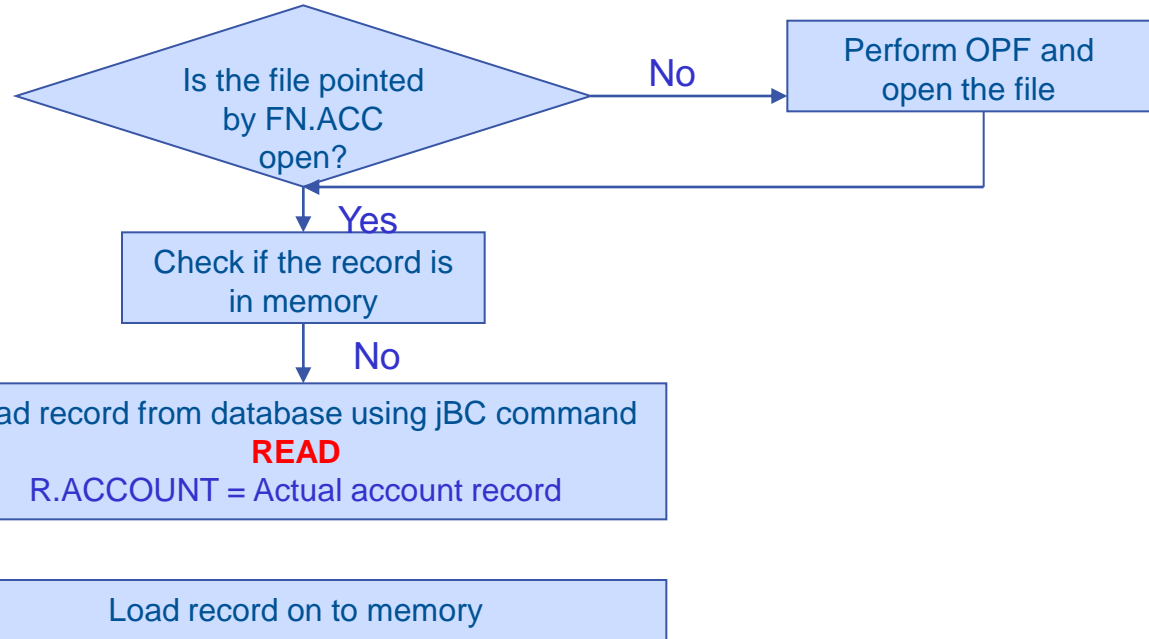 Is the file pointed
by FN.ACC
open?
No
Perform OPF and
open the file
Yes
Check if the record is
in memory
No
record from database using jBC command
READ
R.ACCOUNT = Actual account record
Load record on to memory